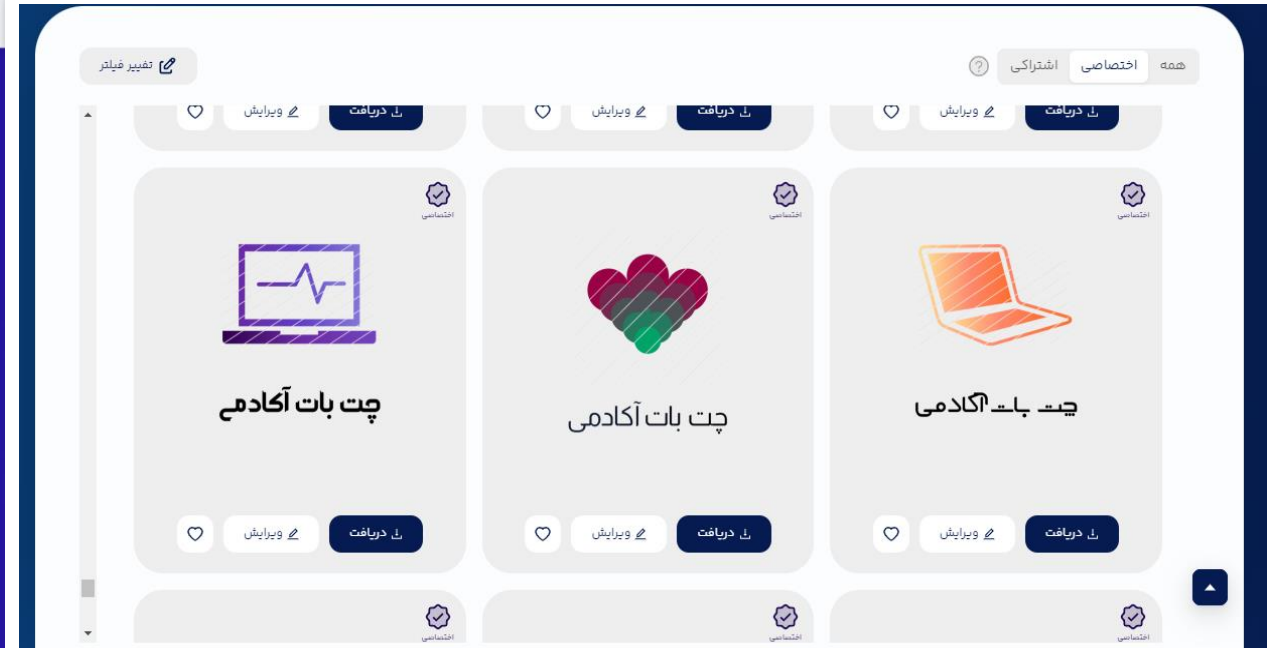 همه اختصاصی اشتراکی ?
تغییر فیلتر
دریافت ویرایش
دریافت ویرایش
دریافت ویرایش
اختصاصی
اختصاصی
اختصاصی
چت بات آکادمی
چت بات آکادمی
چت بات آکادمی
دریافت ویرایش
دریافت ویرایش
دریافت ویرایش
اختصاصی
اختصاصی
اختصاصی